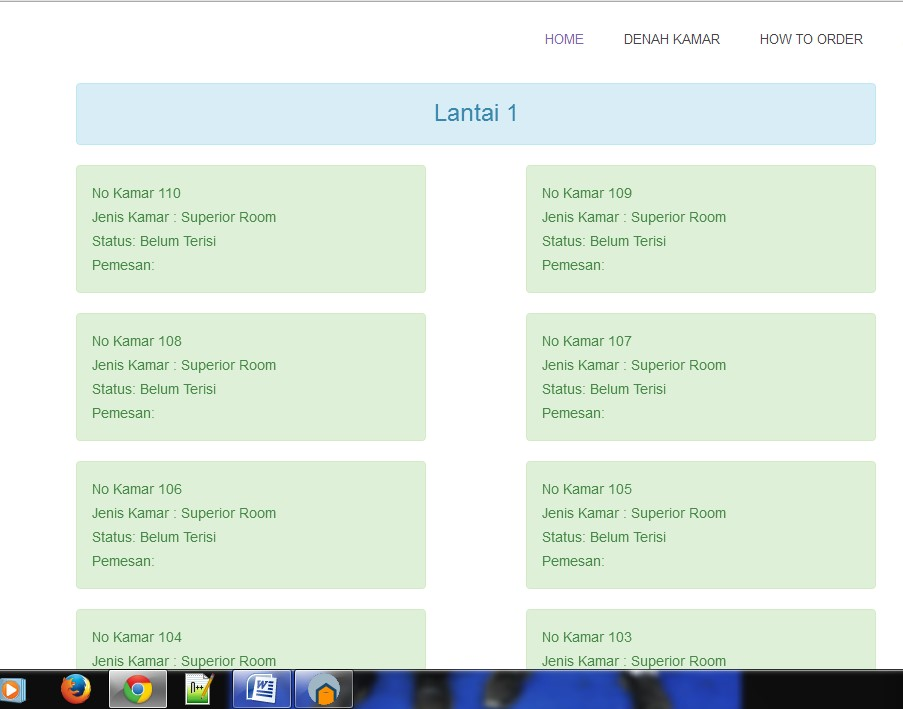 HOME DENAH KAMAR HOW TO ORDER
Lantai 1
No Kamar 110
Jenis Kamar : Superior Room
Status: Belum Terisi
Pemesan:
No Kamar 109
Jenis Kamar : Superior Room
Status: Belum Terisi
Pemesan:
No Kamar 108
Jenis Kamar : Superior Room
Status: Belum Terisi
Pemesan:
No Kamar 107
Jenis Kamar : Superior Room
Status: Belum Terisi
Pemesan:
No Kamar 106
Jenis Kamar : Superior Room
Status: Belum Terisi
Pemesan:
No Kamar 105
Jenis Kamar : Superior Room
Status: Belum Terisi
Pemesan:
No Kamar 104
Jenis Kamar : Superior Room
No Kamar 103
Jenis Kamar : Superior Room